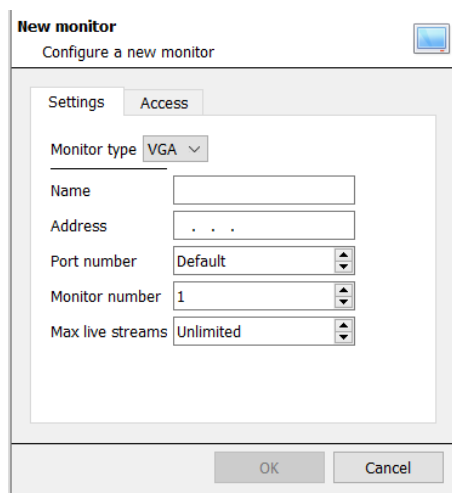 New monitor
Configure a new monitor
Settings Access
Monitor type VGA
Name
Address . . .
Port number Default
Monitor number 1
Max live streams Unlimited
OK Cancel